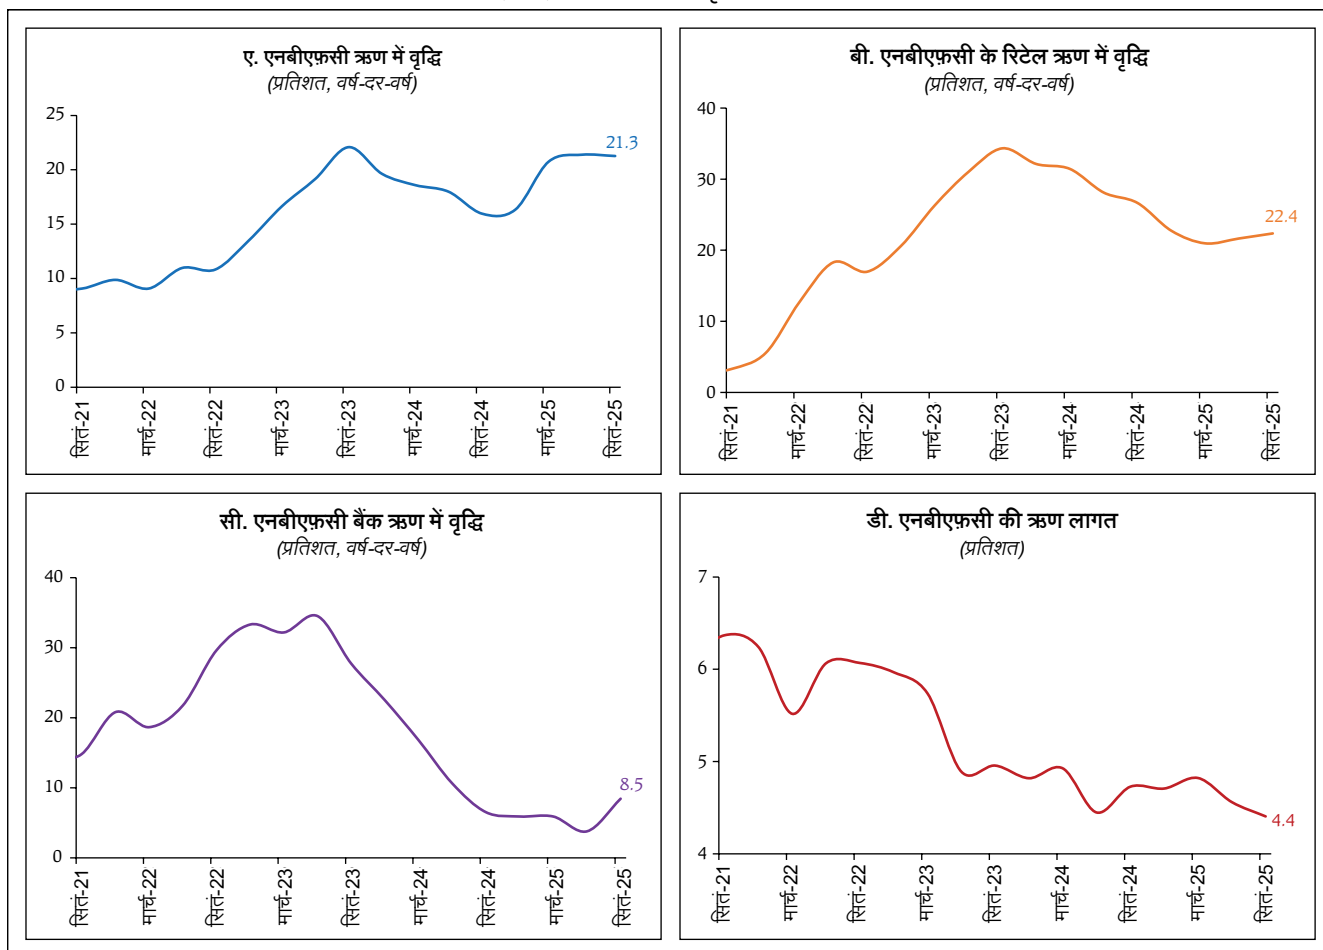 ए. एनबीएफ़सी ऋण में वृद्धि
(प्रतिशत, वर्ष-दर-वर्ष)
25
20
15
10
5
0
21.3
सितं-21
मार्च-22
सितं-22
मार्च-23
सितं-23
मार्च-24
सितं-24
मार्च-25
सितं-25
बी. एनबीएफ़सी के रिटेल ऋण में वृद्धि
(प्रतिशत, वर्ष-दर-वर्ष)
40
30
20
10
0
22.4
सितं-21
मार्च-22
सितं-22
मार्च-23
सितं-23
मार्च-24
सितं-24
मार्च-25
सितं-25
सी. एनबीएफ़सी बैंक ऋण में वृद्धि
(प्रतिशत, वर्ष-दर-वर्ष)
40
30
20
10
0
8.5
सितं-21
मार्च-22
सितं-22
मार्च-23
सितं-23
मार्च-24
सितं-24
मार्च-25
सितं-25
डी. एनबीएफ़सी की ऋण लागत
(प्रतिशत)
7
6
5
4
4.4
सितं-21
मार्च-22
सितं-22
मार्च-23
सितं-23
मार्च-24
सितं-24
मार्च-25
सितं-25